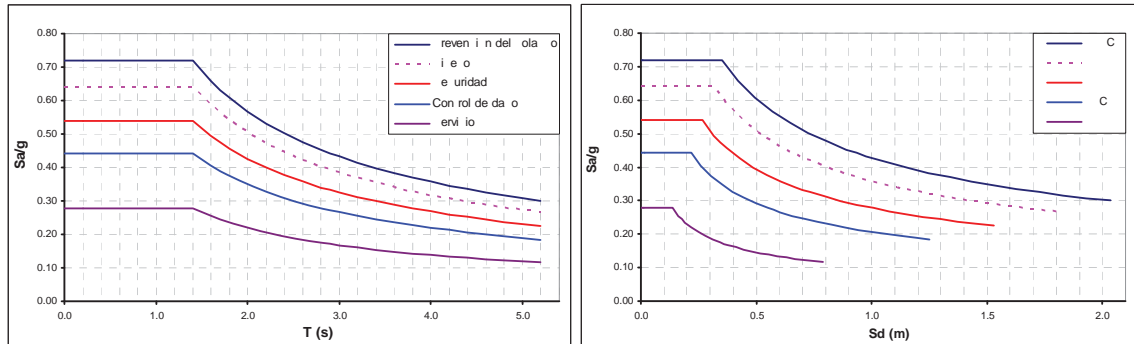 0.80
0.70
0.60
0.50
0.40
0.30
0.20
0.10
0.00
Sa/g
0.0 1.0 2.0 3.0 4.0 5.0
T (s)
reven i n del ola o
i e o
e uridad
Con rol de da o
ervi io
0.80
0.70
0.60
0.50
0.40
0.30
0.20
0.10
0.00
Sa/g
0.0 0.5 1.0 1.5 2.0
Sd (m)
C
C